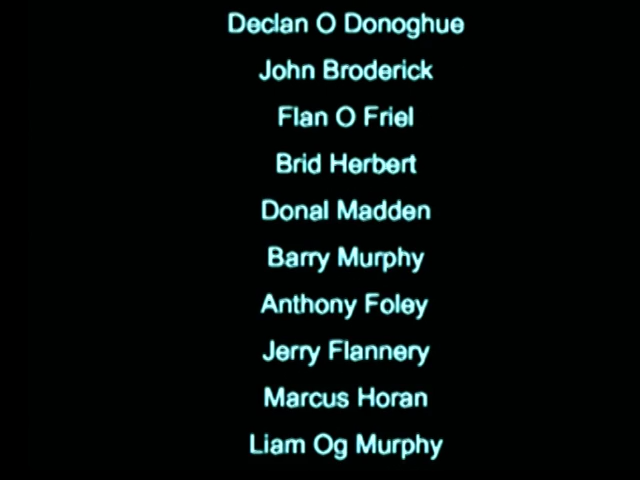 Declan O Donoghue
John Broderick
Flan O Friel
Brid Herbert
Donal Madden
Barry Murphy
Anthony Foley
Jerry Flannery
Marcus Horan
Liam Og Murphy